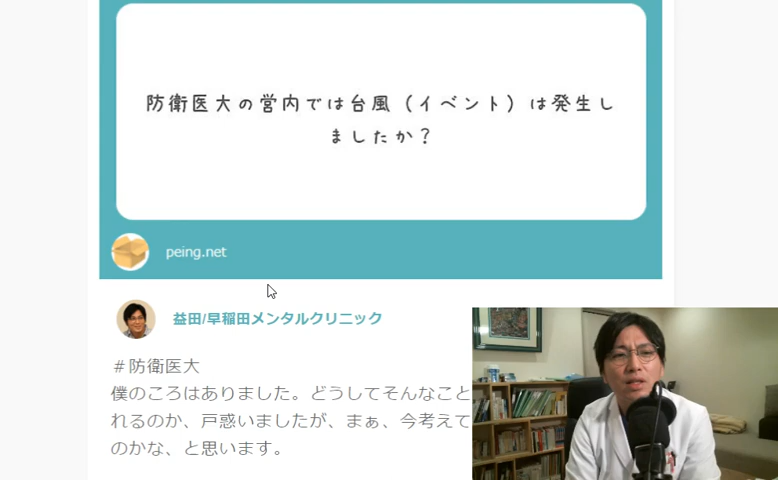 防衛医大の営内では台風（イベント）は発生し
ましたか？
peing.net
益田/早稲田メンタルクリニック
＃防衛医大
僕のころはありました。どうしてそんなこと
れるのか、戸惑いましたが、まぁ、今考えて
のかな、と思います。